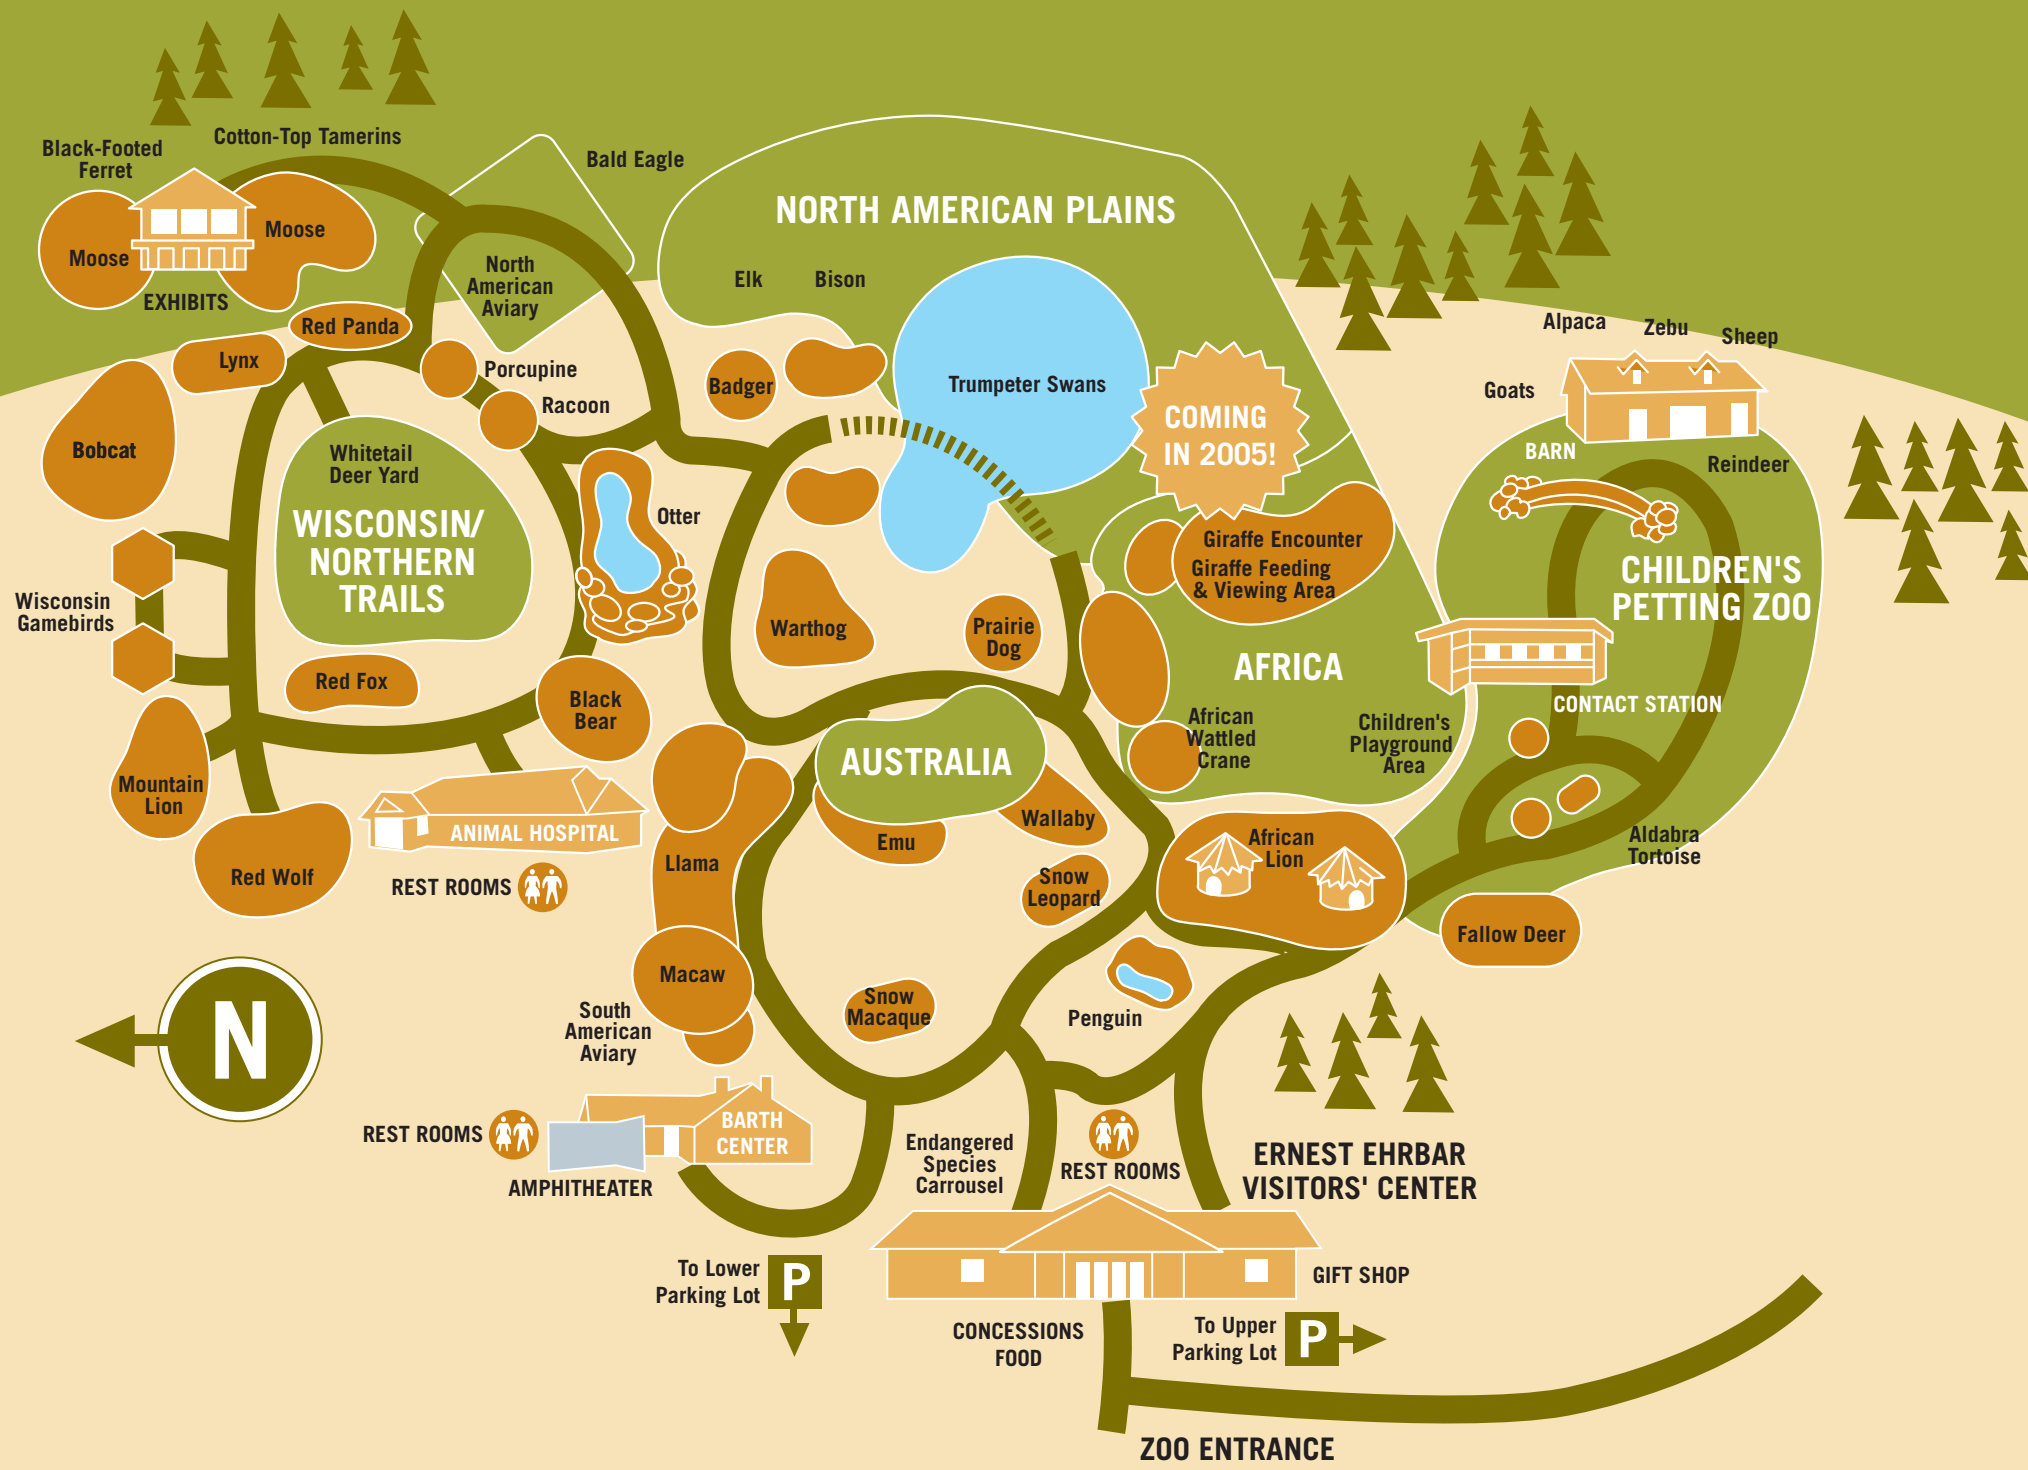 Black-Footed
Ferret
Cotton-Top Tamerins
Bald Eagle
Moose
Moose
EXHIBITS
North
American
Aviary
NORTH AMERICAN PLAINS
Elk
Bison
Red Panda
Lynx
Porcupine
Racoon
Badger
Trumpeter Swans
COMING
IN 2005!
Alpaca
Zebu
Sheep
Goats
BARN
Reindeer
Bobcat
Whitetail
Deer Yard
WISCONSIN/
NORTHERN
TRAILS
Otter
Giraffe Encounter
Giraffe Feeding
& Viewing Area
CHILDREN'S
PETTING ZOO
Wisconsin
Gamebirds
Warthog
Prairie
Dog
AFRICA
Red Fox
Black
Bear
CONTACT STATION
African
Wattled
Crane
Children's
Playground
Area
AUSTRALIA
Mountain
Lion
ANIMAL HOSPITAL
Wallaby
Emu
African
Lion
Aldabra
Tortoise
Red Wolf
REST ROOMS
Llama
Snow
Leopard
Fallow Deer
Macaw
Snow
Macaque
Penguin
South
American
Aviary
N
REST ROOMS
BARTH
CENTER
AMPHITHEATER
Endangered
Species
Carrousel
REST ROOMS
ERNEST EHRBAR
VISITORS' CENTER
To Lower
Parking Lot
P
GIFT SHOP
CONCESSIONS
FOOD
To Upper
Parking Lot
P
ZOO ENTRANCE